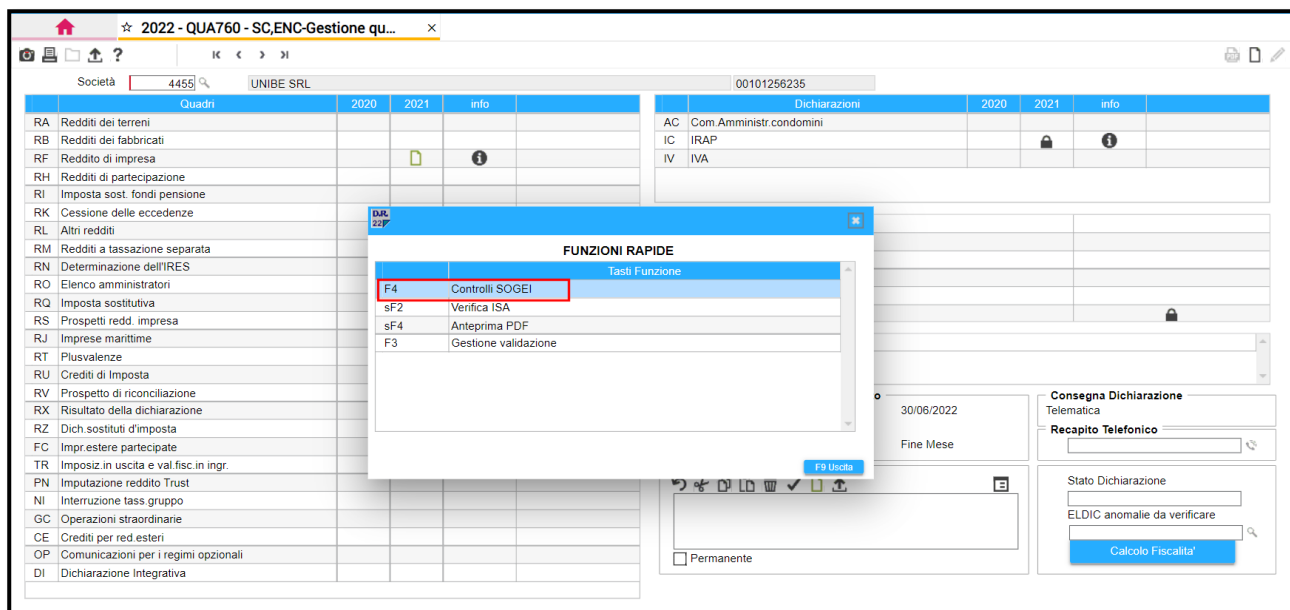 ☆ 2022 - QUA760 - SC,ENC-Gestione qu... ×
?
Società 4455 UNIBE SRL 00101256235
Quadri 2020 2021 info
RA Redditi dei terreni
RB Redditi dei fabbricati
RF Reddito di impresa
RH Redditi di partecipazione
RI Imposta sost. fondi pensione
RK Cessione delle eccedenze
RL Altri redditi
RM Redditi a tassazione separata
RN Determinazione dell'IRES
RO Elenco amministratori
RQ Imposta sostitutiva
RS Prospetti redd. impresa
RJ Imprese marittime
RT Plusvalenze
RU Crediti di Imposta
RV Prospetto di riconciliazione
RX Risultato della dichiarazione
RZ Dich.sostituti d'imposta
FC Impr.estere partecipate
TR Imposiz.in uscita e val.fisc.in ingr.
PN Imputazione reddito Trust
NI Interruzione tass.gruppo
GC Operazioni straordinarie
CE Crediti per red.esteri
OP Comunicazioni per i regimi opzionali
DI Dichiarazione Integrativa
Dichiarazioni 2020 2021 info
AC Com.Amministr.condomini
IC IRAP
IV IVA
D.R.
22
FUNZIONI RAPIDE
Tasti Funzione
F4 Controlli SOGEI
sF2 Verifica ISA
sF4 Anteprima PDF
F3 Gestione validazione
F9 Uscita
o
30/06/2022
Fine Mese
Consegna Dichiarazione
Telematica
Recapito Telefonico
Permanente
Stato Dichiarazione
ELDIC anomalie da verificare
Calcolo Fiscalita'